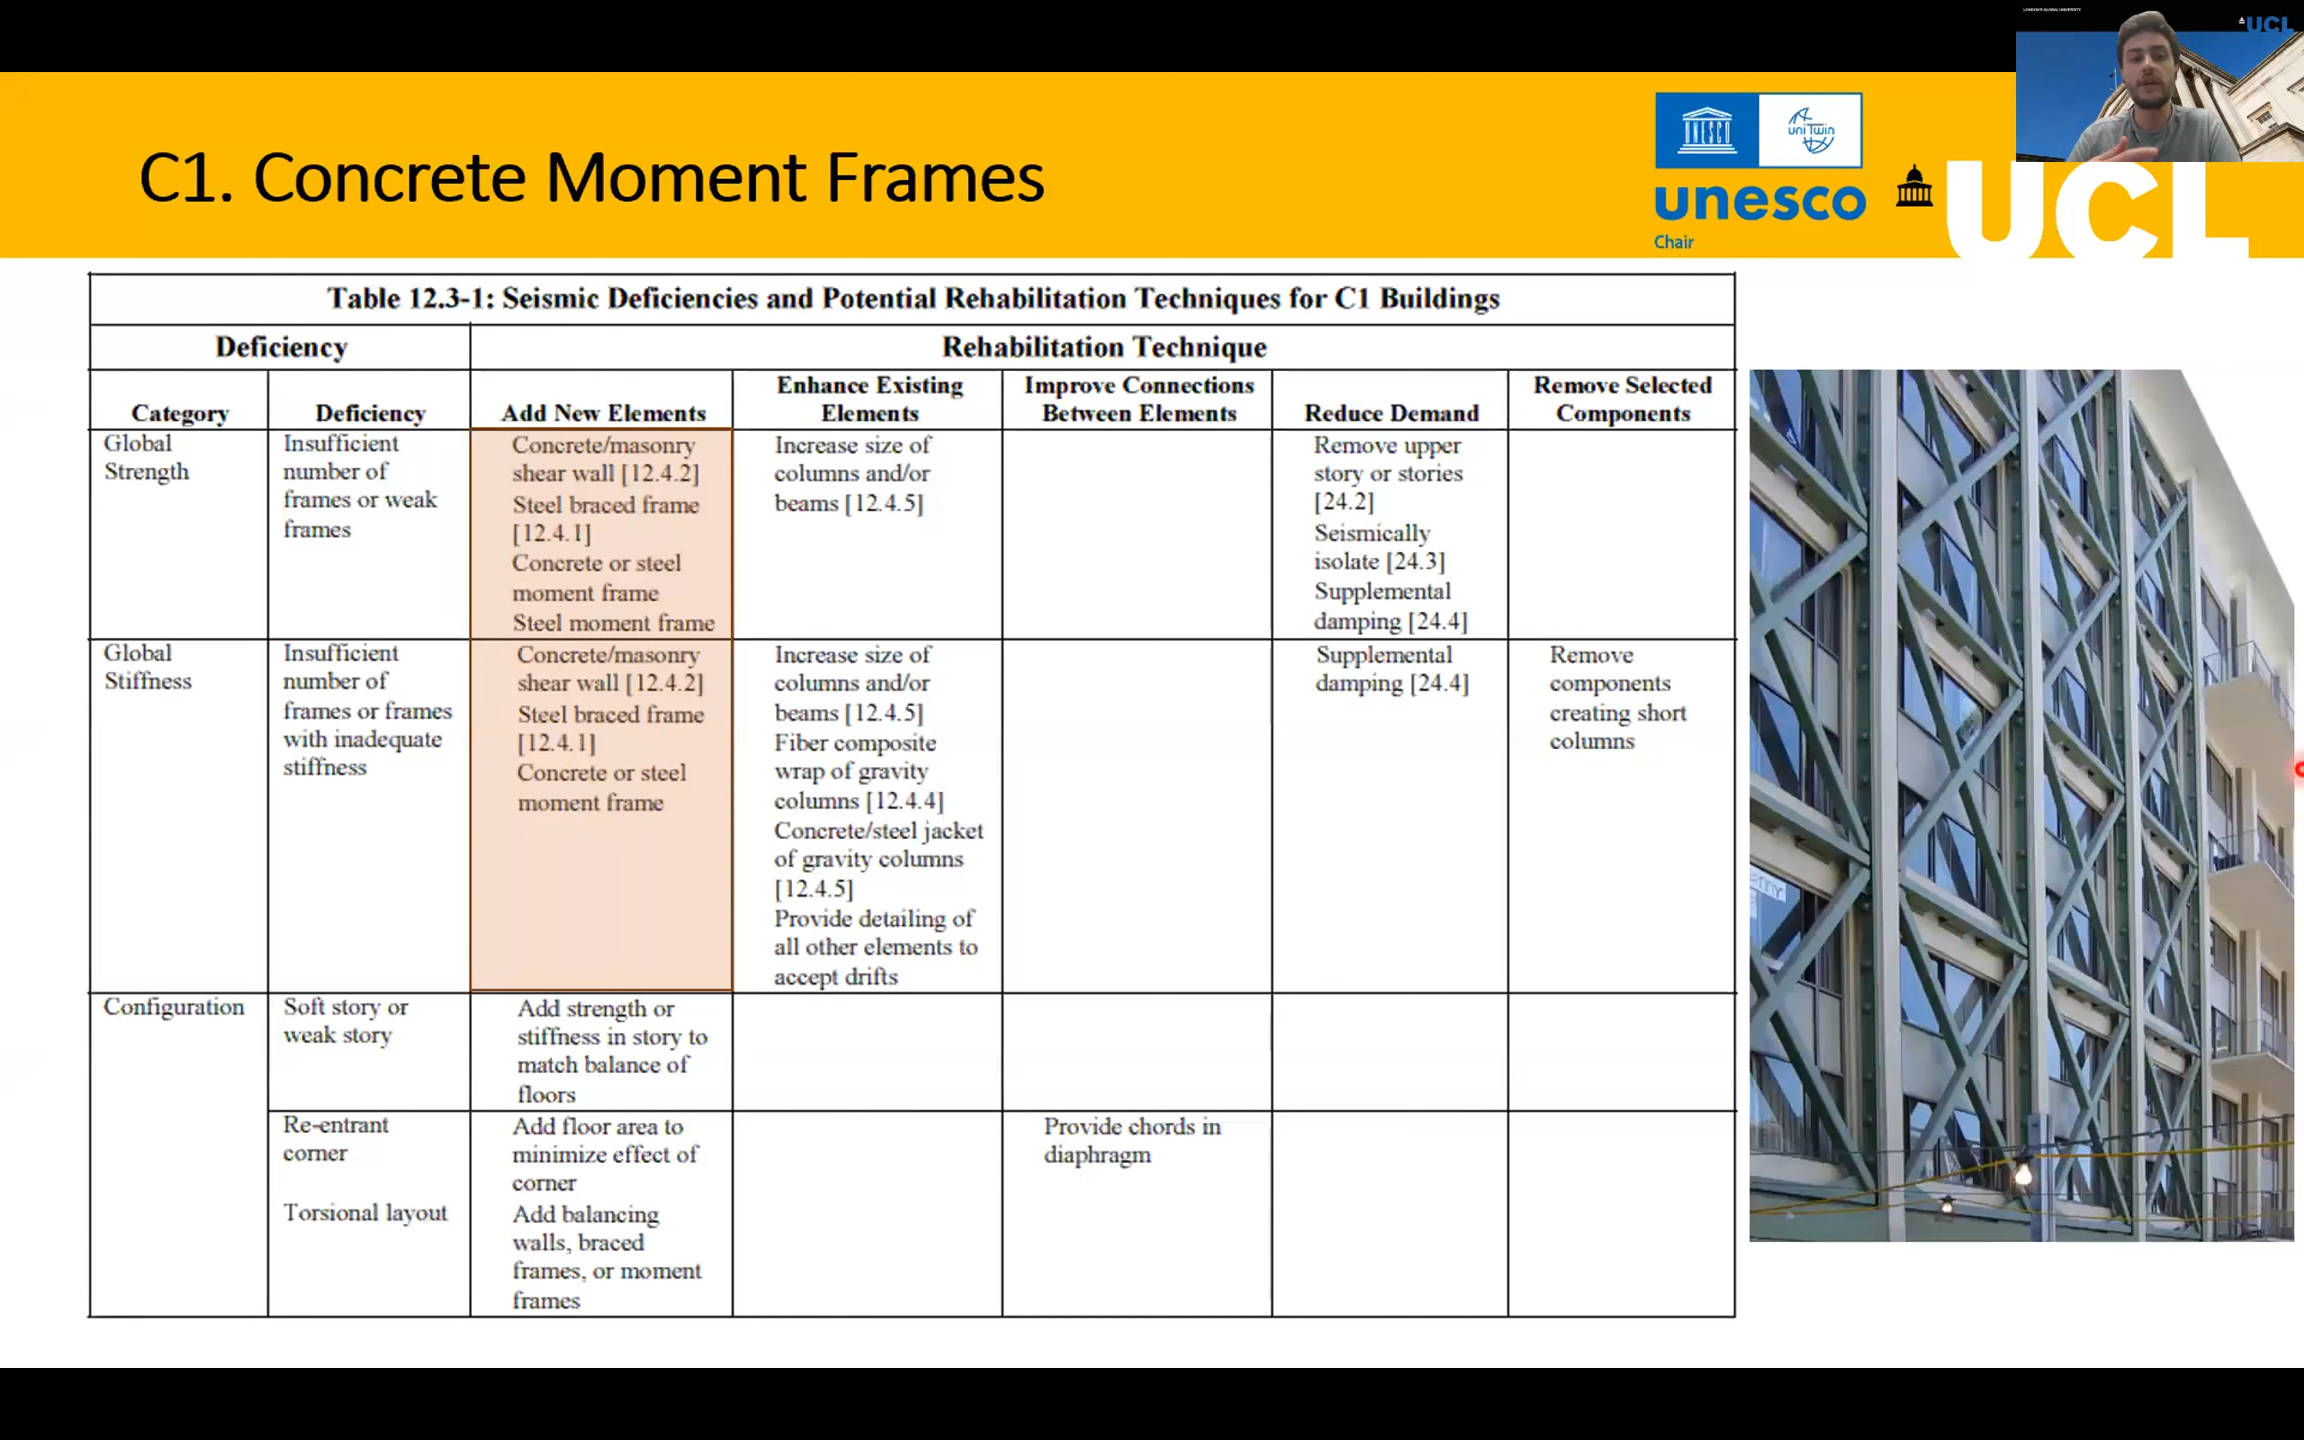 LONDON'S GLOBAL UNIVERSITY
UCL
C1. Concrete Moment Frames
UNESCO
uni Twin
unesco
Chair
UCL
Table 12.3-1: Seismic Deficiencies and Potential Rehabilitation Techniques for C1 Buildings
Deficiency
Rehabilitation Technique
Category
Deficiency
Add New Elements
Enhance Existing
Elements
Improve Connections
Between Elements
Reduce Demand
Remove Selected
Components
Global
Strength
Insufficient
number of
frames or weak
frames
Concrete/masonry
shear wall [12.4.2]
Steel braced frame
[12.4.1]
Concrete or steel
moment frame
Steel moment frame
Increase size of
columns and/or
beams [12.4.5]
Remove upper
story or stories
[24.2]
Seismically
isolate [24.3]
Supplemental
damping [24.4]
Global
Stiffness
Insufficient
number of
frames or frames
with inadequate
stiffness
Concrete/masonry
shear wall [12.4.2]
Steel braced frame
[12.4.1]
Concrete or steel
moment frame
Increase size of
columns and/or
beams [12.4.5]
Fiber composite
wrap of gravity
columns [12.4.4]
Concrete/steel jacket
of gravity columns
[12.4.5]
Provide detailing of
all other elements to
accept drifts
Supplemental
damping [24.4]
Remove
components
creating short
columns
Configuration
Soft story or
weak story
Add strength or
stiffness in story to
match balance of
floors
Re-entrant
corner
Add floor area to
minimize effect of
corner
Provide chords in
diaphragm
Torsional layout
Add balancing
walls, braced
frames, or moment
frames